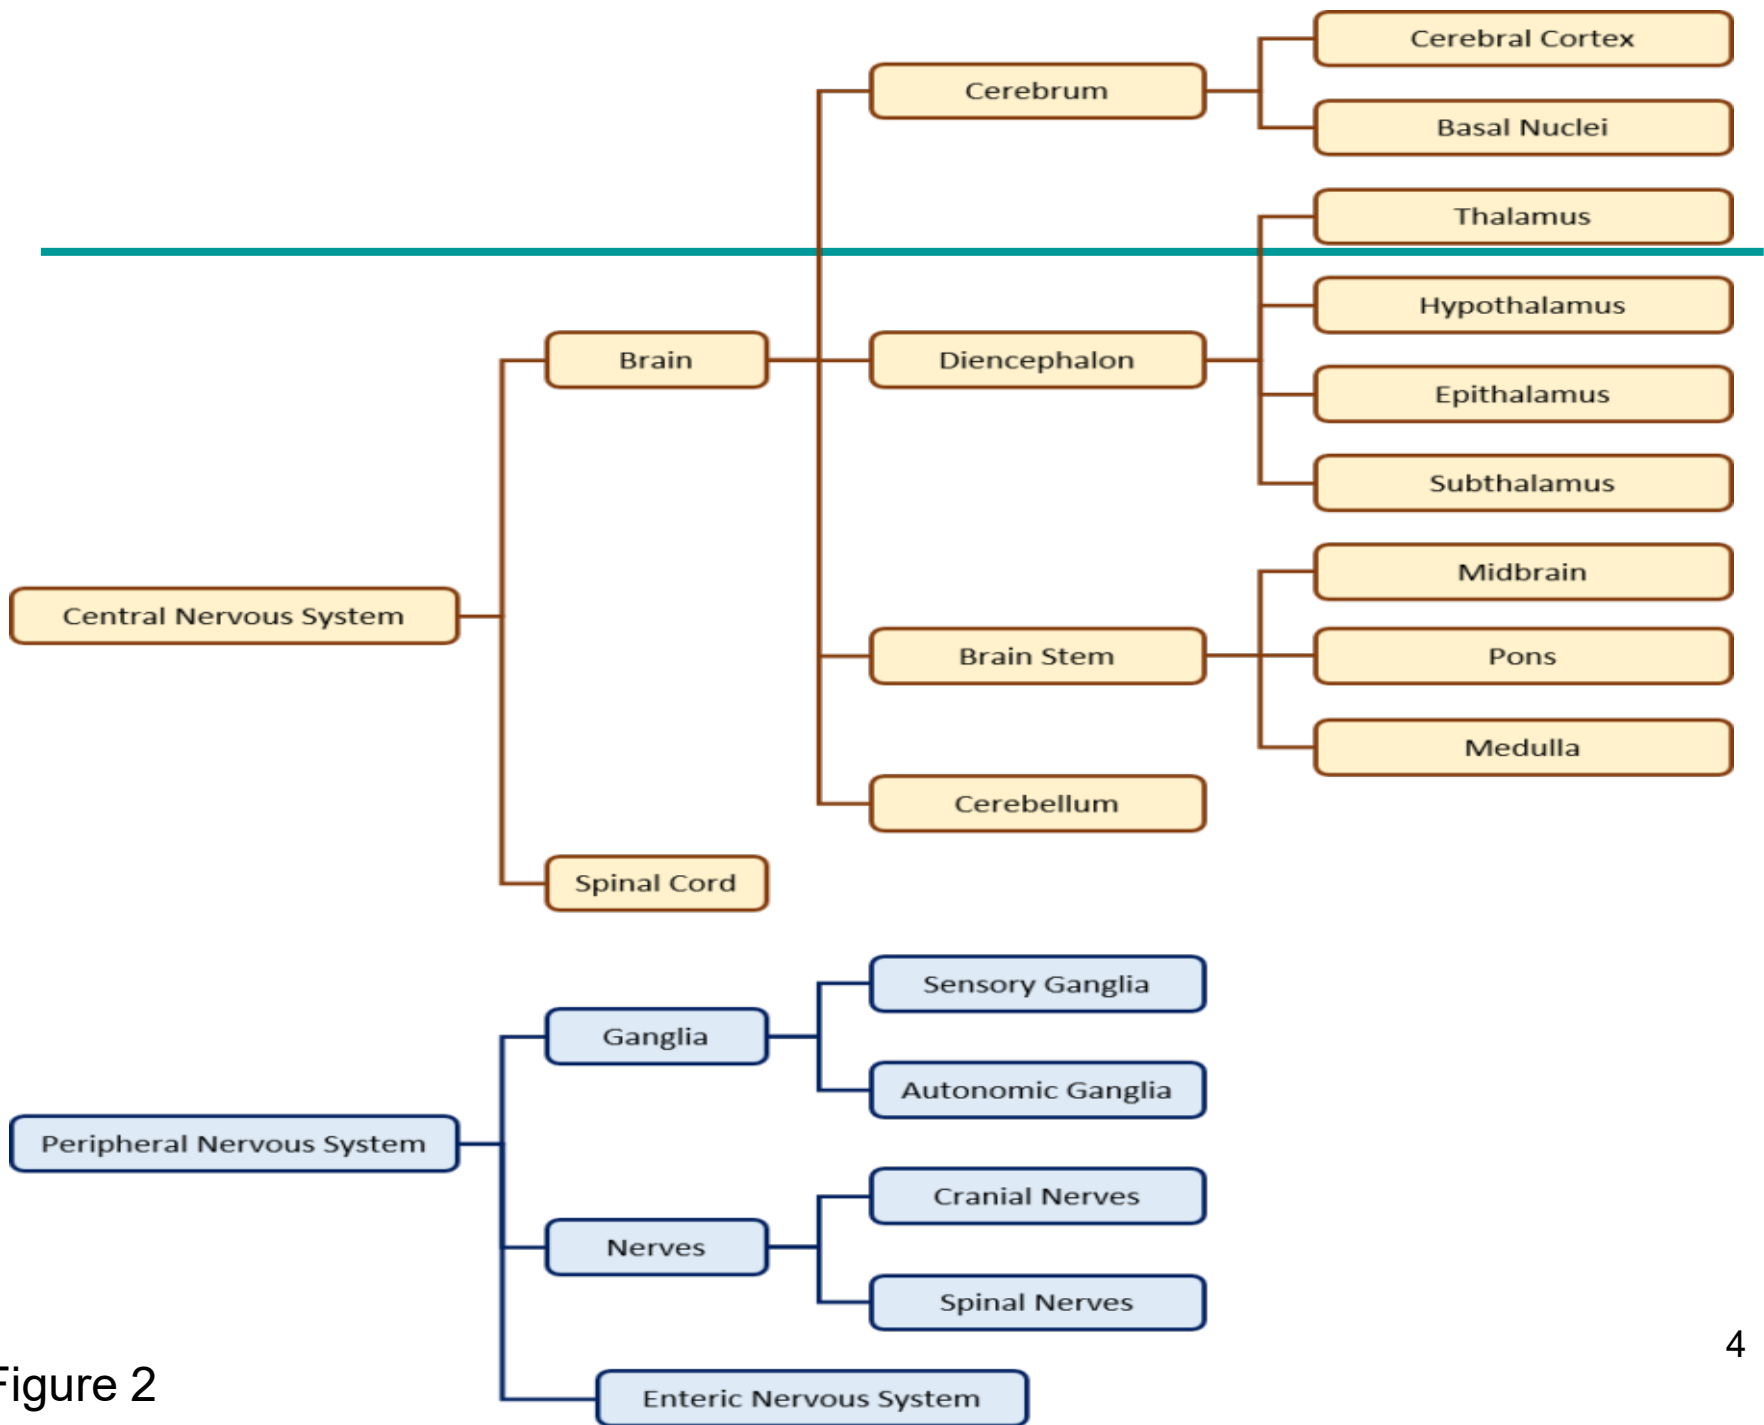 Cerebral Cortex
Cerebrum
Basal Nuclei
Thalamus
Hypothalamus
Brain
Diencephalon
Epithalamus
Subthalamus
Midbrain
Central Nervous System
Brain Stem
Pons
Medulla
Cerebellum
Spinal Cord
Sensory Ganglia
Ganglia
Autonomic Ganglia
Peripheral Nervous System
Cranial Nerves
Nerves
Spinal Nerves
Enteric Nervous System
4
Figure 2